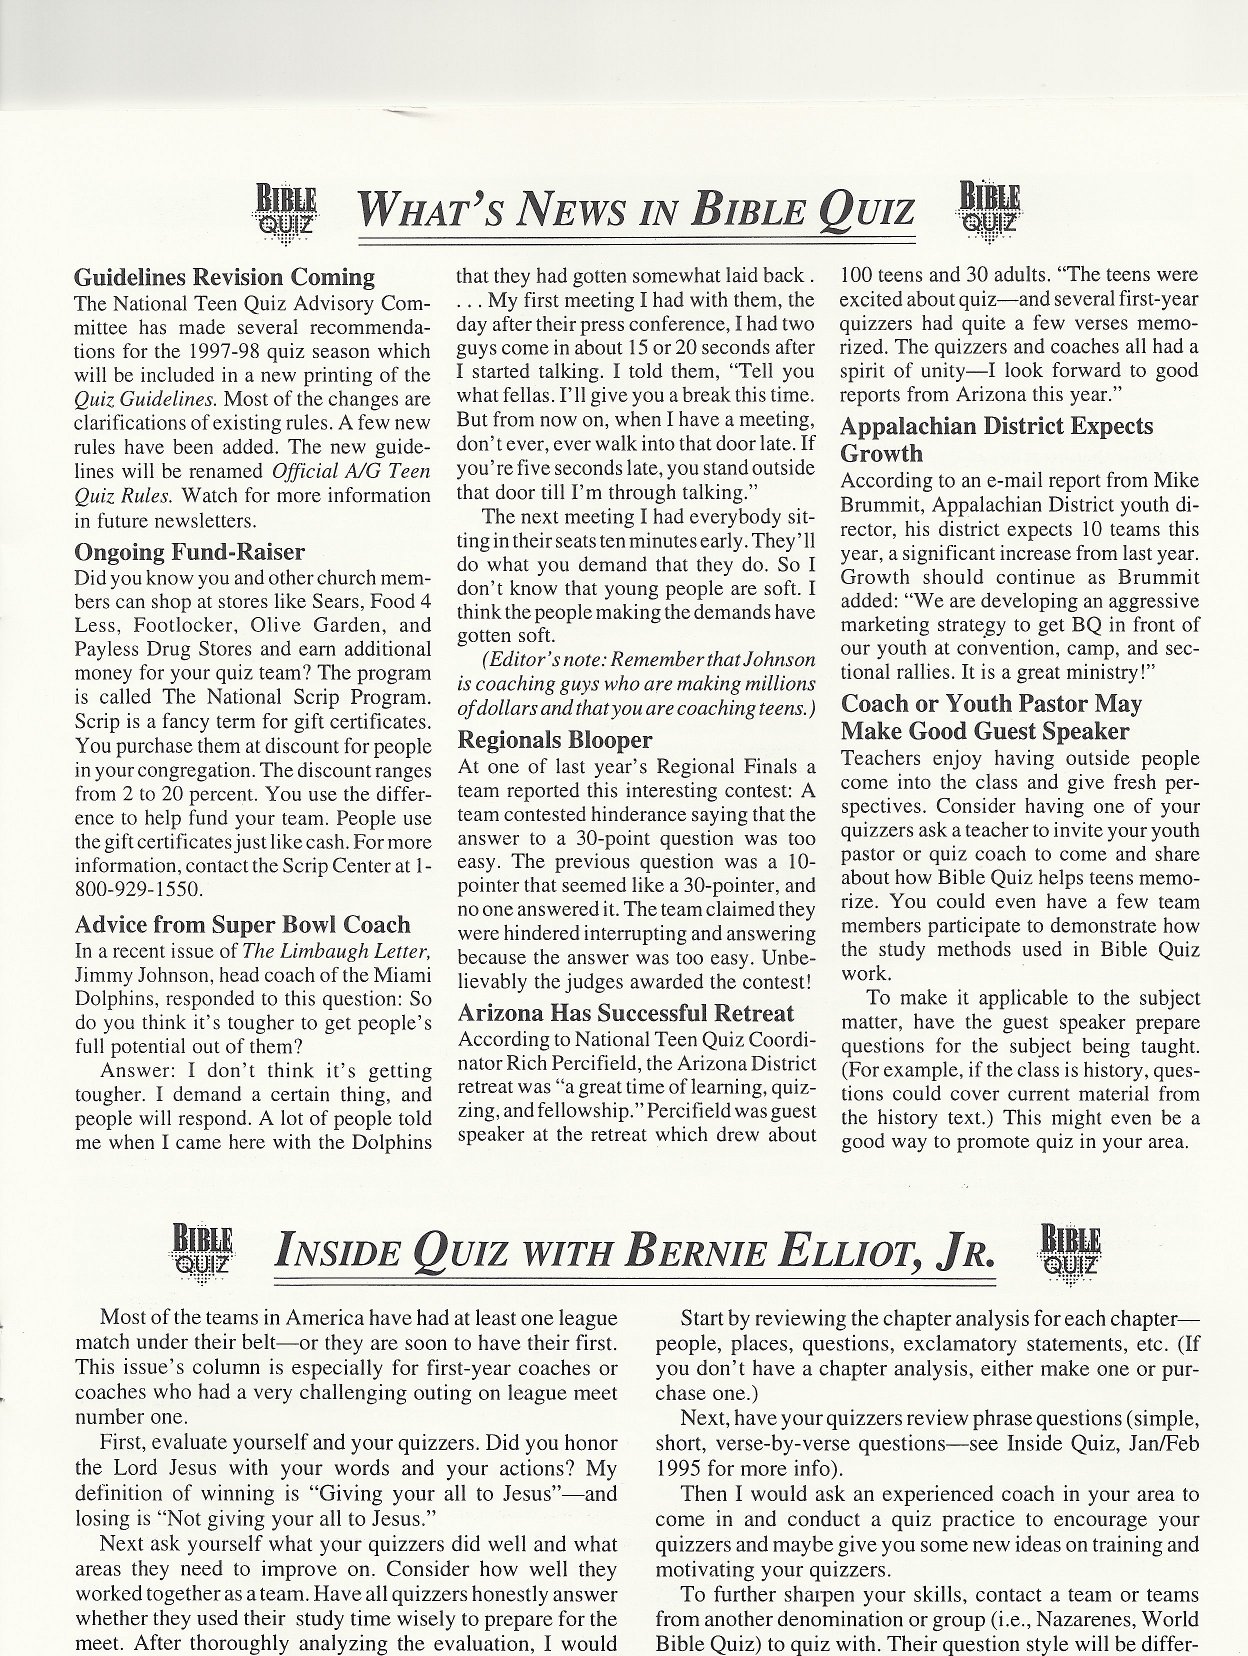 BIBLE
QUIZ
WHAT'S NEWS IN BIBLE QUIZ
BIBLE
QUIZ
Guidelines Revision Coming
The National Teen Quiz Advisory Com-
mittee has made several recommenda-
tions for the 1997-98 quiz season which
will be included in a new printing of the
Quiz Guidelines. Most of the changes are
clarifications of existing rules. A few new
rules have been added. The new guide-
lines will be renamed Official A/G Teen
Quiz Rules. Watch for more information
in future newsletters.
Ongoing Fund-Raiser
Did you know you and other church mem-
bers can shop at stores like Sears, Food 4
Less, Footlocker, Olive Garden, and
Payless Drug Stores and earn additional
money for your quiz team? The program
is called The National Scrip Program.
Scrip is a fancy term for gift certificates.
You purchase them at discount for people
in your congregation. The discount ranges
from 2 to 20 percent. You use the differ-
ence to help fund your team. People use
the gift certificates just like cash. For more
information, contact the Scrip Center at 1-
800-929-1550.
Advice from Super Bowl Coach
In a recent issue of The Limbaugh Letter,
Jimmy Johnson, head coach of the Miami
Dolphins, responded to this question: So
do you think it's tougher to get people's
full potential out of them?
Answer: I don't think it's getting
tougher. I demand a certain thing, and
people will respond. A lot of people told
me when I came here with the Dolphins
that they had gotten somewhat laid back .
. . . My first meeting I had with them, the
day after their press conference, I had two
guys come in about 15 or 20 seconds after
I started talking. I told them, "Tell you
what fellas. I'll give you a break this time.
But from now on, when I have a meeting,
don't ever, ever walk into that door late. If
you're five seconds late, you stand outside
that door till I'm through talking."
The next meeting I had everybody sit-
ting in their seats ten minutes early. They'll
do what you demand that they do. So I
don't know that young people are soft. I
think the people making the demands have
gotten soft.
(Editor's note: Remember that Johnson
is coaching guys who are making millions
of dollars and that you are coaching teens.)
Regionals Blooper
At one of last year's Regional Finals a
team reported this interesting contest: A
team contested hinderance saying that the
answer to a 30-point question was too
easy. The previous question was a 10-
pointer that seemed like a 30-pointer, and
no one answered it. The team claimed they
were hindered interrupting and answering
because the answer was too easy. Unbe-
lievably the judges awarded the contest!
Arizona Has Successful Retreat
According to National Teen Quiz Coordi-
nator Rich Percifield, the Arizona District
retreat was "a great time of learning, quiz-
zing, and fellowship." Percifield was guest
speaker at the retreat which drew about
100 teens and 30 adults. "The teens were
excited about quiz—and several first-year
quizzers had quite a few verses memo-
rized. The quizzers and coaches all had a
spirit of unity—I look forward to good
reports from Arizona this year."
Appalachian District Expects
Growth
According to an e-mail report from Mike
Brummit, Appalachian District youth di-
rector, his district expects 10 teams this
year, a significant increase from last year.
Growth should continue as Brummit
added: "We are developing an aggressive
marketing strategy to get BQ in front of
our youth at convention, camp, and sec-
tional rallies. It is a great ministry!"
Coach or Youth Pastor May
Make Good Guest Speaker
Teachers enjoy having outside people
come into the class and give fresh per-
spectives. Consider having one of your
quizzers ask a teacher to invite your youth
pastor or quiz coach to come and share
about how Bible Quiz helps teens memo-
rize. You could even have a few team
members participate to demonstrate how
the study methods used in Bible Quiz
work.
To make it applicable to the subject
matter, have the guest speaker prepare
questions for the subject being taught.
(For example, if the class is history, ques-
tions could cover current material from
the history text.) This might even be a
good way to promote quiz in your area.
BIBLE
QUIZ
INSIDE QUIZ WITH BERNIE ELLIOT, JR.
BIBLE
QUIZ
Most of the teams in America have had at least one league
match under their belt—or they are soon to have their first.
This issue's column is especially for first-year coaches or
coaches who had a very challenging outing on league meet
number one.
First, evaluate yourself and your quizzers. Did you honor
the Lord Jesus with your words and your actions? My
definition of winning is "Giving your all to Jesus"—and
losing is "Not giving your all to Jesus."
Next ask yourself what your quizzers did well and what
areas they need to improve on. Consider how well they
worked together as a team. Have all quizzers honestly answer
whether they used their study time wisely to prepare for the
meet. After thoroughly analyzing the evaluation, I would
Start by reviewing the chapter analysis for each chapter—
people, places, questions, exclamatory statements, etc. (If
you don't have a chapter analysis, either make one or pur-
chase one.)
Next, have your quizzers review phrase questions (simple,
short, verse-by-verse questions—see Inside Quiz, Jan/Feb
1995 for more info).
Then I would ask an experienced coach in your area to
come in and conduct a quiz practice to encourage your
quizzers and maybe give you some new ideas on training and
motivating your quizzers.
To further sharpen your skills, contact a team or teams
from another denomination or group (i.e., Nazarenes, World
Bible Quiz) to quiz with. Their question style will be differ-